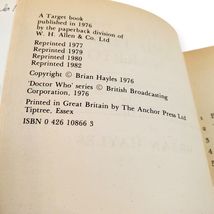 A Target book
published in 1976
by the paperback division of
W. H. Allen & Co. Ltd
Reprinted 1977
Reprinted 1979
Reprinted 1980
Reprinted 1982
Copyright © Brian Hayles 1976
'Doctor Who' series © British Broadcasting
Corporation, 1976
Printed in Great Britain by The Anchor Press Ltd
Tiptree, Essex
ISBN 0 426 10866 3